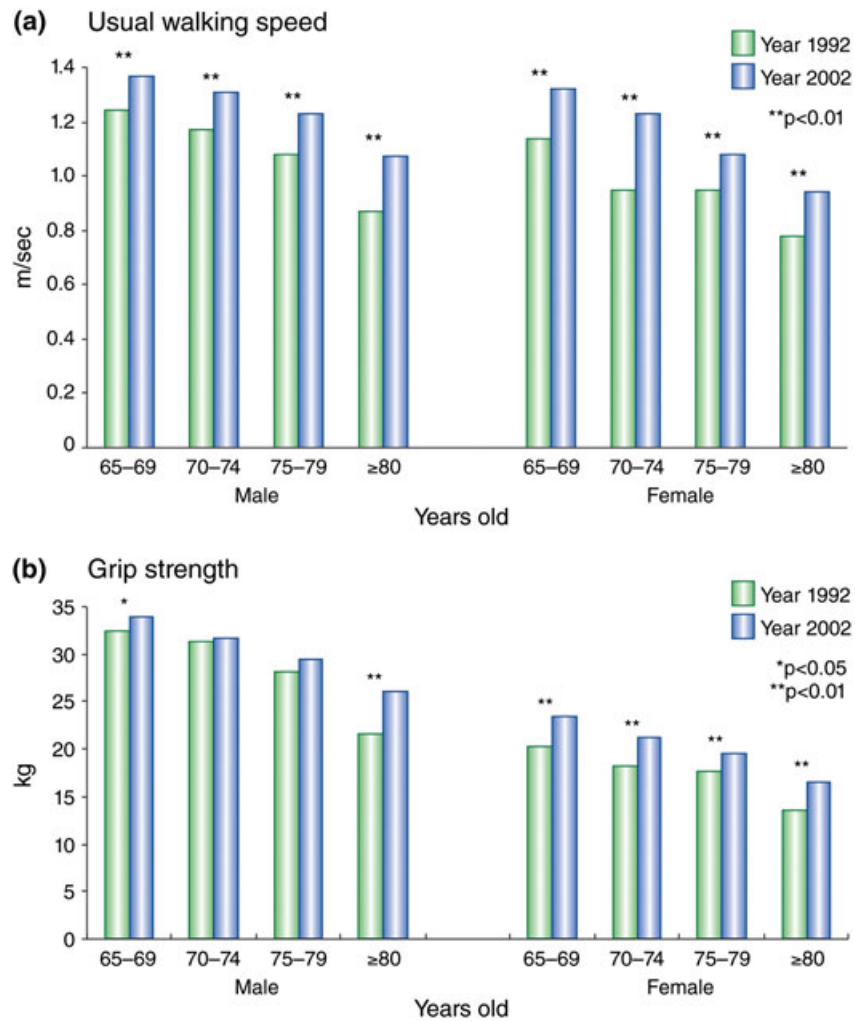 (a) Usual walking speed
Year 1992
Year 2002
**p<0.01
1.4
1.2
1.0
0.8
0.6
0.4
0.2
0
m/sec
** ** ** ** ** ** ** **
65–69 70–74 75–79 ≥80 65–69 70–74 75–79 ≥80
Male Female
Years old
(b) Grip strength
Year 1992
Year 2002
*p<0.05
**p<0.01
35
30
25
20
15
10
5
0
kg
* ** ** ** ** **
65–69 70–74 75–79 ≥80 65–69 70–74 75–79 ≥80
Male Female
Years old